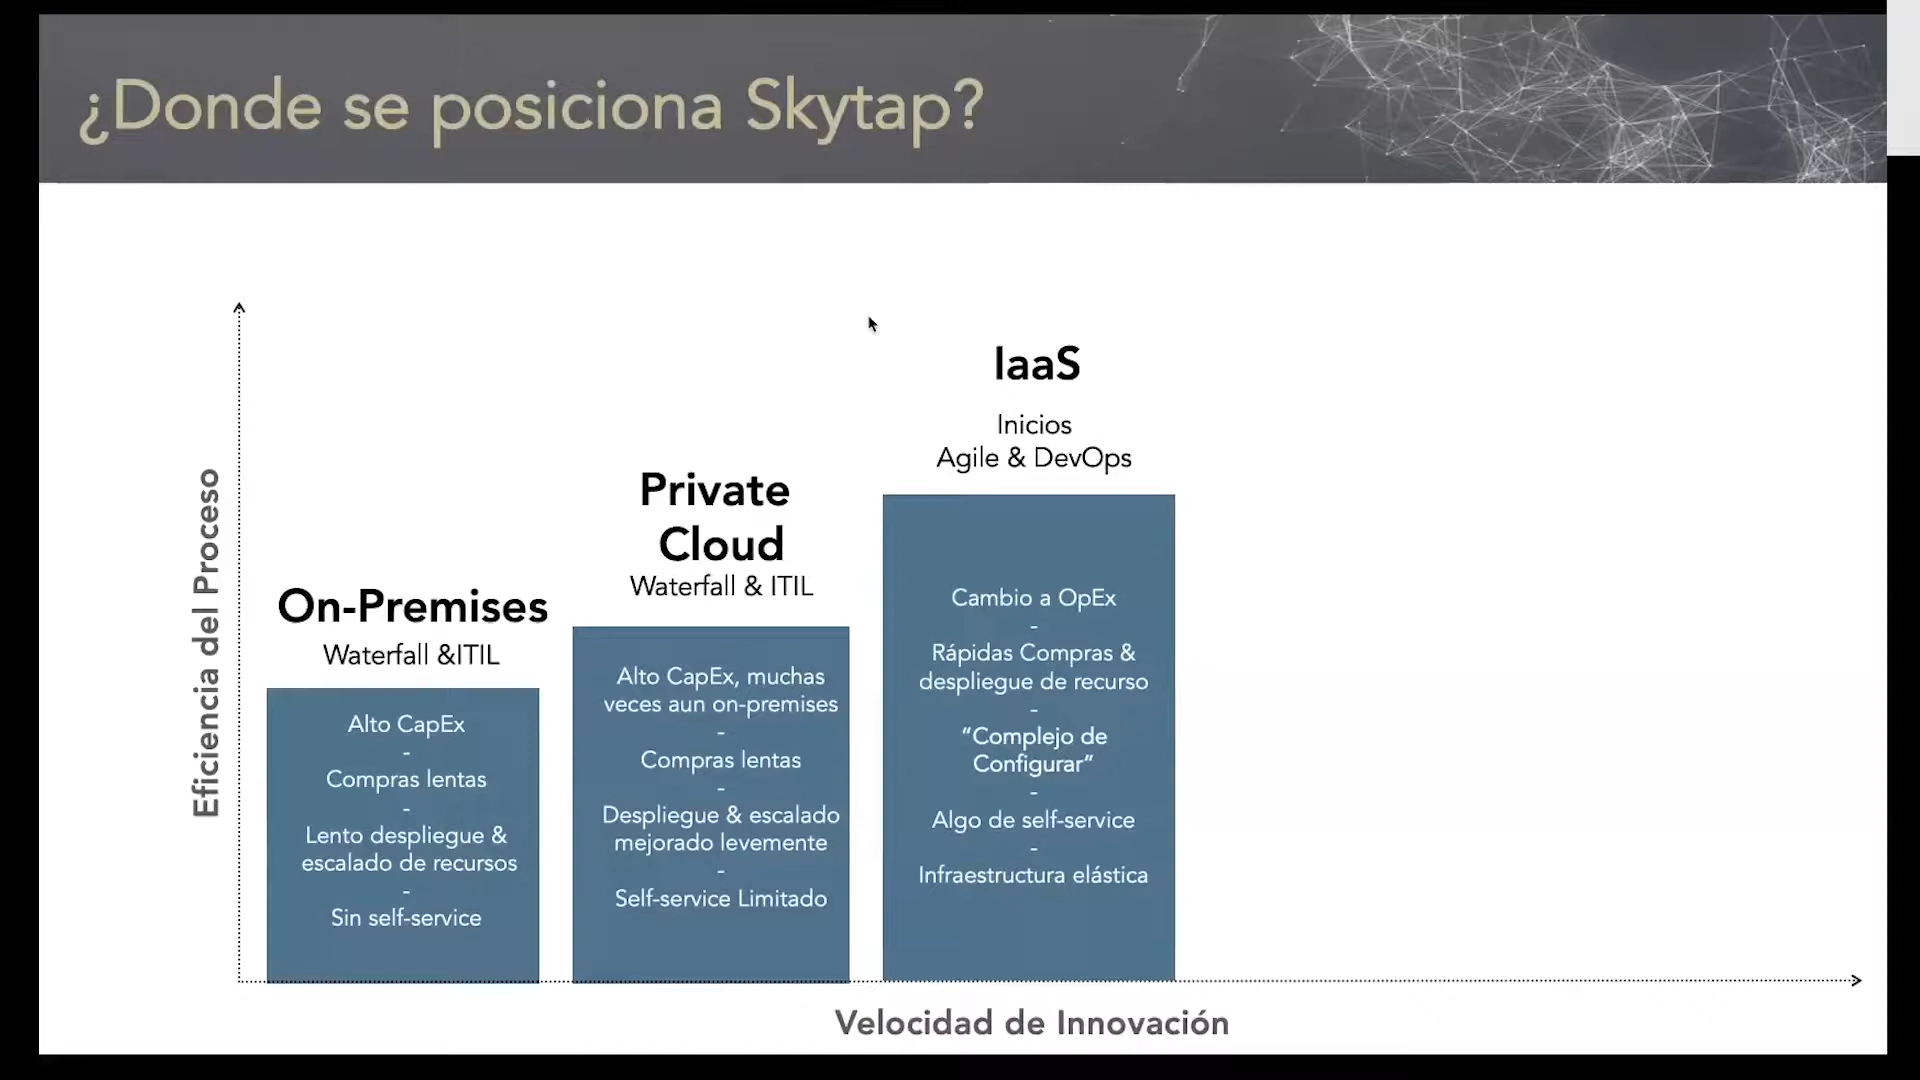 ¿Donde se posiciona Skytap?
Eficiencia del Proceso
On-Premises
Waterfall &ITIL
Alto CapEx
-
Compras lentas
-
Lento despliegue &
escalado de recursos
-
Sin self-service
Private
Cloud
Waterfall & ITIL
Alto CapEx, muchas
veces aun on-premises
-
Compras lentas
-
Despliegue & escalado
mejorado levemente
-
Self-service Limitado
IaaS
Inicios
Agile & DevOps
Cambio a OpEx
-
Rápidas Compras &
despliegue de recurso
-
“Complejo de
Configurar”
-
Algo de self-service
-
Infraestructura elástica
Velocidad de Innovación